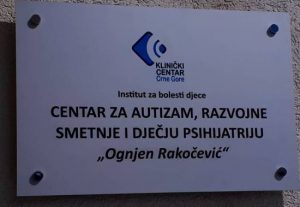 KLINIČKI
CENTAR
Crne Gore
Institut za bolesti djece
CENTAR ZA AUTIZAM, RAZVOJNE
SMETNJE I DJEČJU PSIHIJATRIJU
„Ognjen Rakočević“